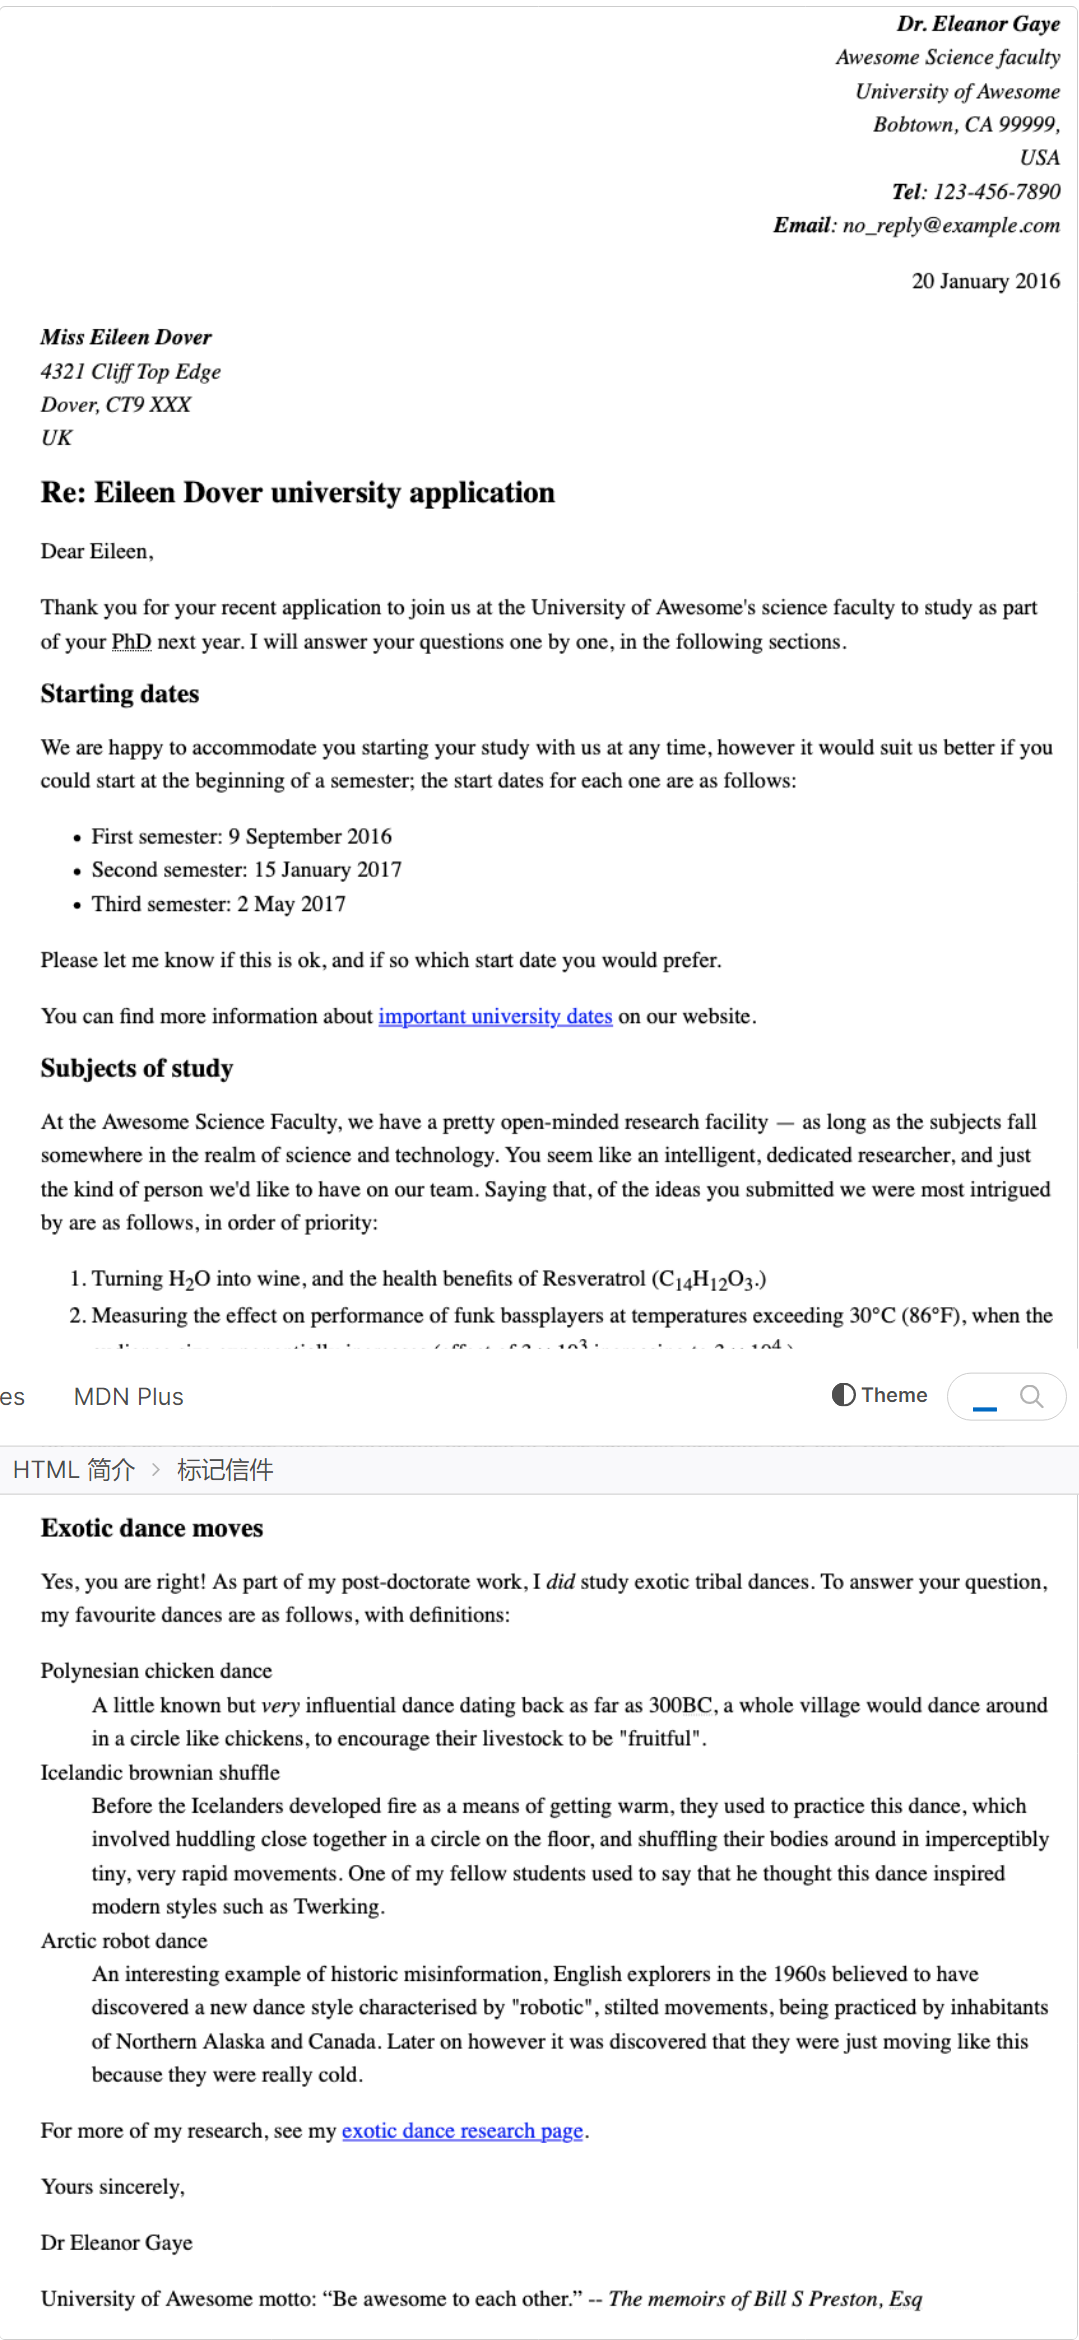 Dr. Eleanor Gaye
Awesome Science faculty
University of Awesome
Bobtown, CA 99999,
USA
Tel: 123-456-7890
Email: no_reply@example.com
20 January 2016
Miss Eileen Dover
4321 Cliff Top Edge
Dover, CT9 XXX
UK
Re: Eileen Dover university application
Dear Eileen,
Thank you for your recent application to join us at the University of Awesome's science faculty to study as part
of your PhD next year. I will answer your questions one by one, in the following sections.
Starting dates
We are happy to accommodate you starting your study with us at any time, however it would suit us better if you
could start at the beginning of a semester; the start dates for each one are as follows:
• First semester: 9 September 2016
• Second semester: 15 January 2017
• Third semester: 2 May 2017
Please let me know if this is ok, and if so which start date you would prefer.
You can find more information about important university dates on our website.
Subjects of study
At the Awesome Science Faculty, we have a pretty open-minded research facility — as long as the subjects fall
somewhere in the realm of science and technology. You seem like an intelligent, dedicated researcher, and just
the kind of person we'd like to have on our team. Saying that, of the ideas you submitted we were most intrigued
by are as follows, in order of priority:
1. Turning H₂O into wine, and the health benefits of Resveratrol (C₁₄H₁₂O₃.)
2. Measuring the effect on performance of funk bassplayers at temperatures exceeding 30°C (86°F), when the
es MDN Plus Theme
HTML 简介 > 标记信件
Exotic dance moves
Yes, you are right! As part of my post-doctorate work, I did study exotic tribal dances. To answer your question,
my favourite dances are as follows, with definitions:
Polynesian chicken dance
A little known but very influential dance dating back as far as 300BC, a whole village would dance around
in a circle like chickens, to encourage their livestock to be "fruitful".
Icelandic brownian shuffle
Before the Icelanders developed fire as a means of getting warm, they used to practice this dance, which
involved huddling close together in a circle on the floor, and shuffling their bodies around in imperceptibly
tiny, very rapid movements. One of my fellow students used to say that he thought this dance inspired
modern styles such as Twerking.
Arctic robot dance
An interesting example of historic misinformation, English explorers in the 1960s believed to have
discovered a new dance style characterised by "robotic", stilted movements, being practiced by inhabitants
of Northern Alaska and Canada. Later on however it was discovered that they were just moving like this
because they were really cold.
For more of my research, see my exotic dance research page.
Yours sincerely,
Dr Eleanor Gaye
University of Awesome motto: “Be awesome to each other.” -- The memoirs of Bill S Preston, Esq